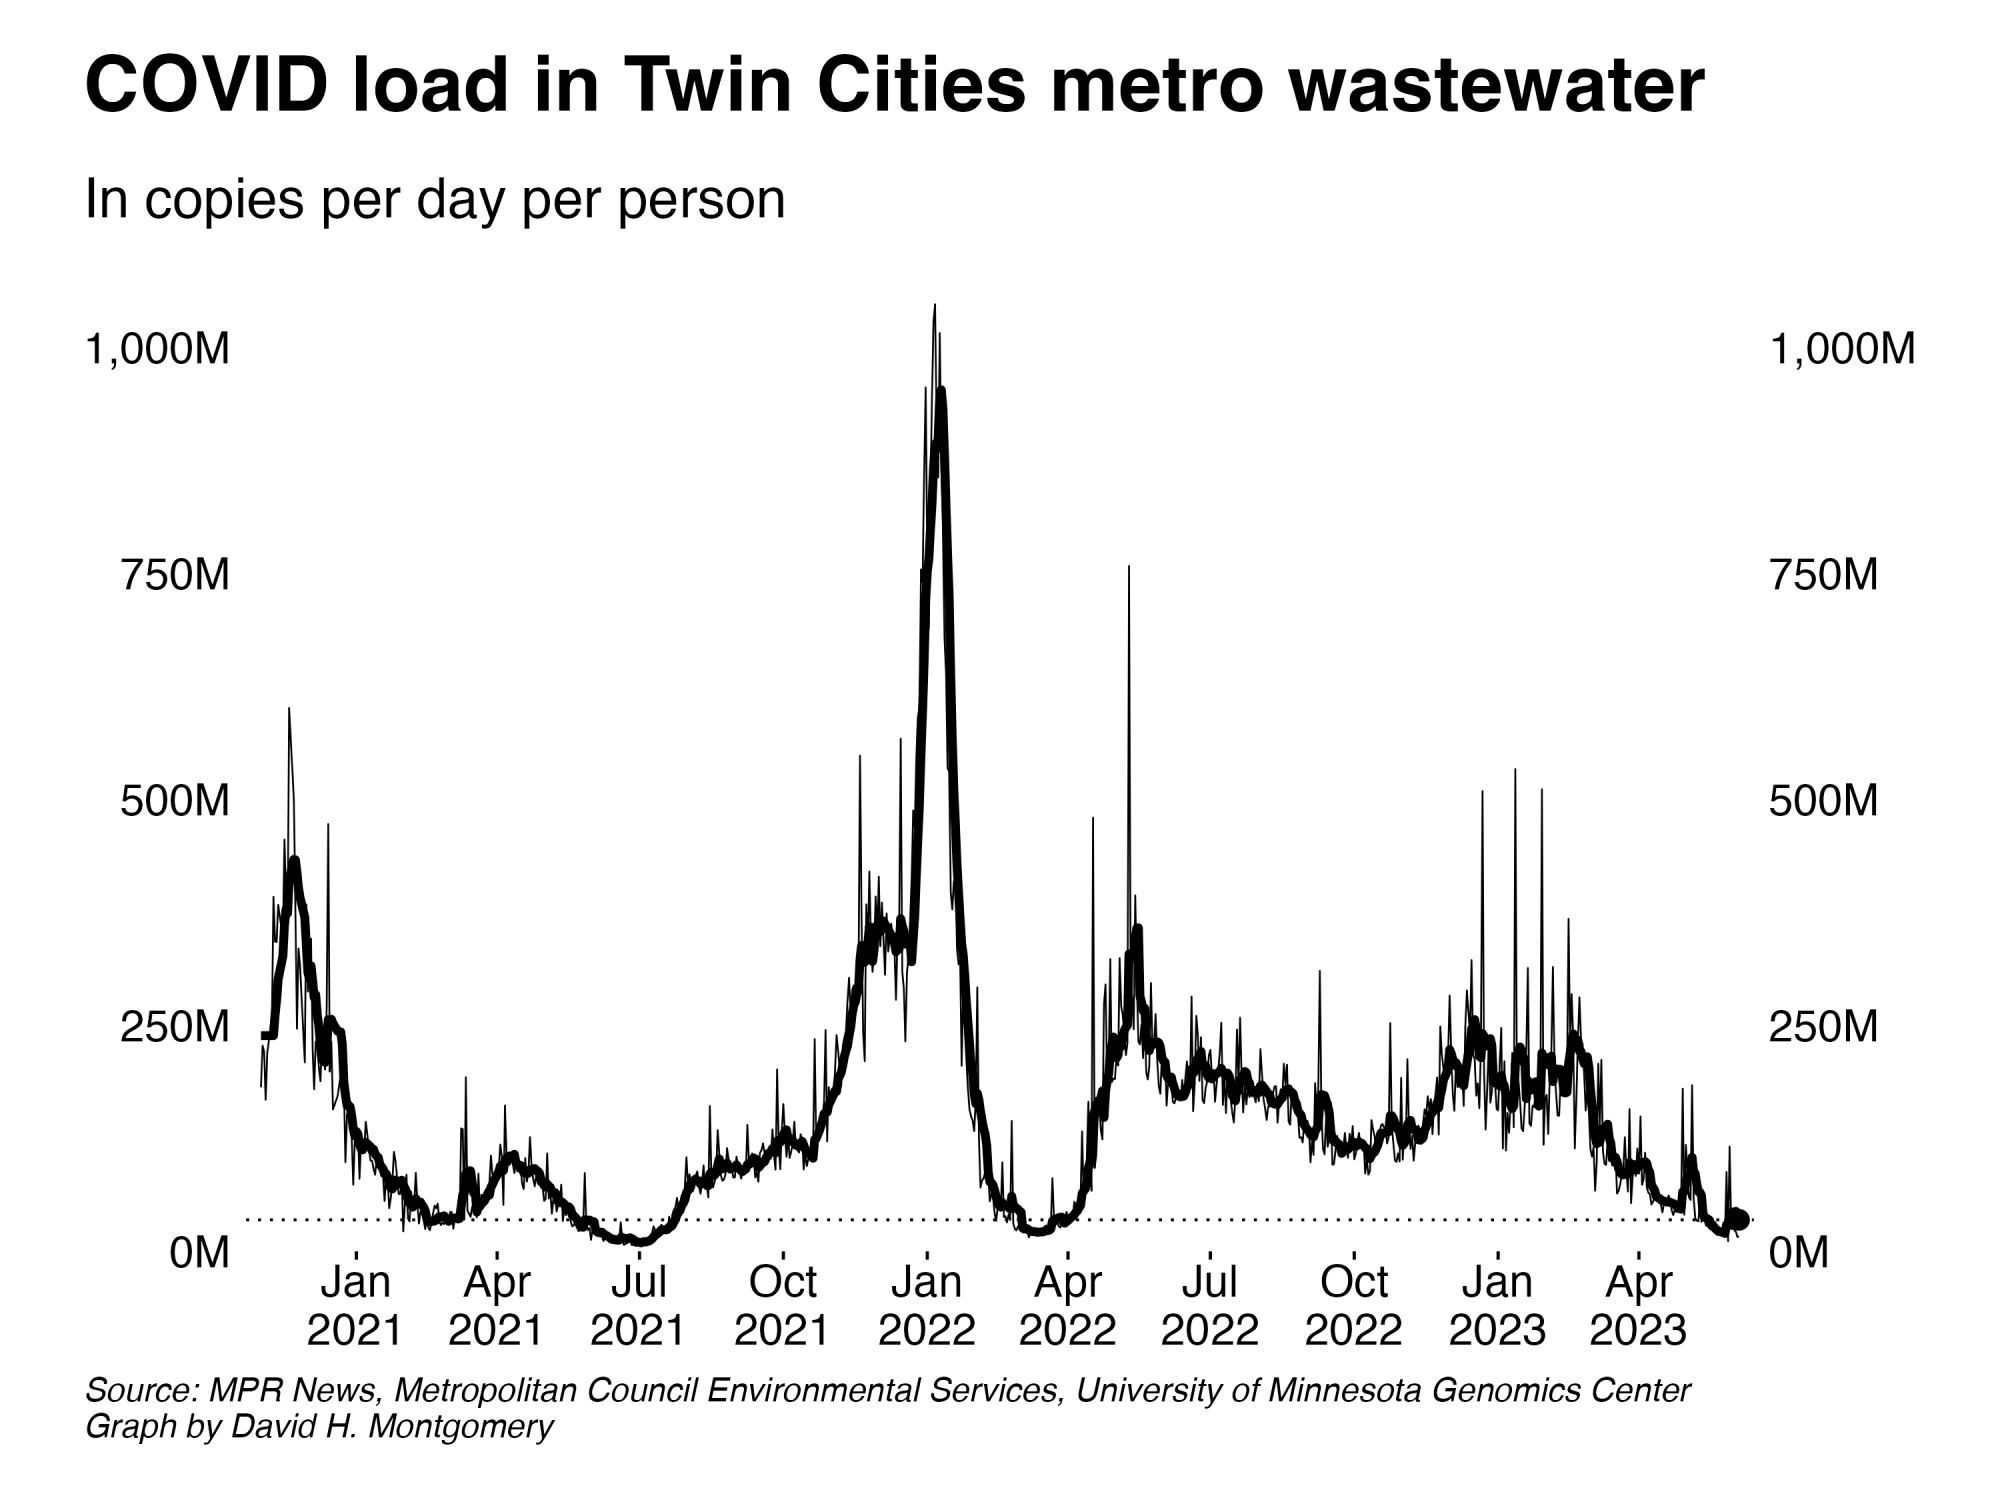 COVID load in Twin Cities metro wastewater
In copies per day per person
1,000M 1,000M
750M 750M
500M 500M
250M 250M
0M 0M
Jan Apr Jul Oct Jan Apr Jul Oct Jan Apr
2021 2021 2021 2021 2022 2022 2022 2022 2023 2023
Source: MPR News, Metropolitan Council Environmental Services, University of Minnesota Genomics Center
Graph by David H. Montgomery